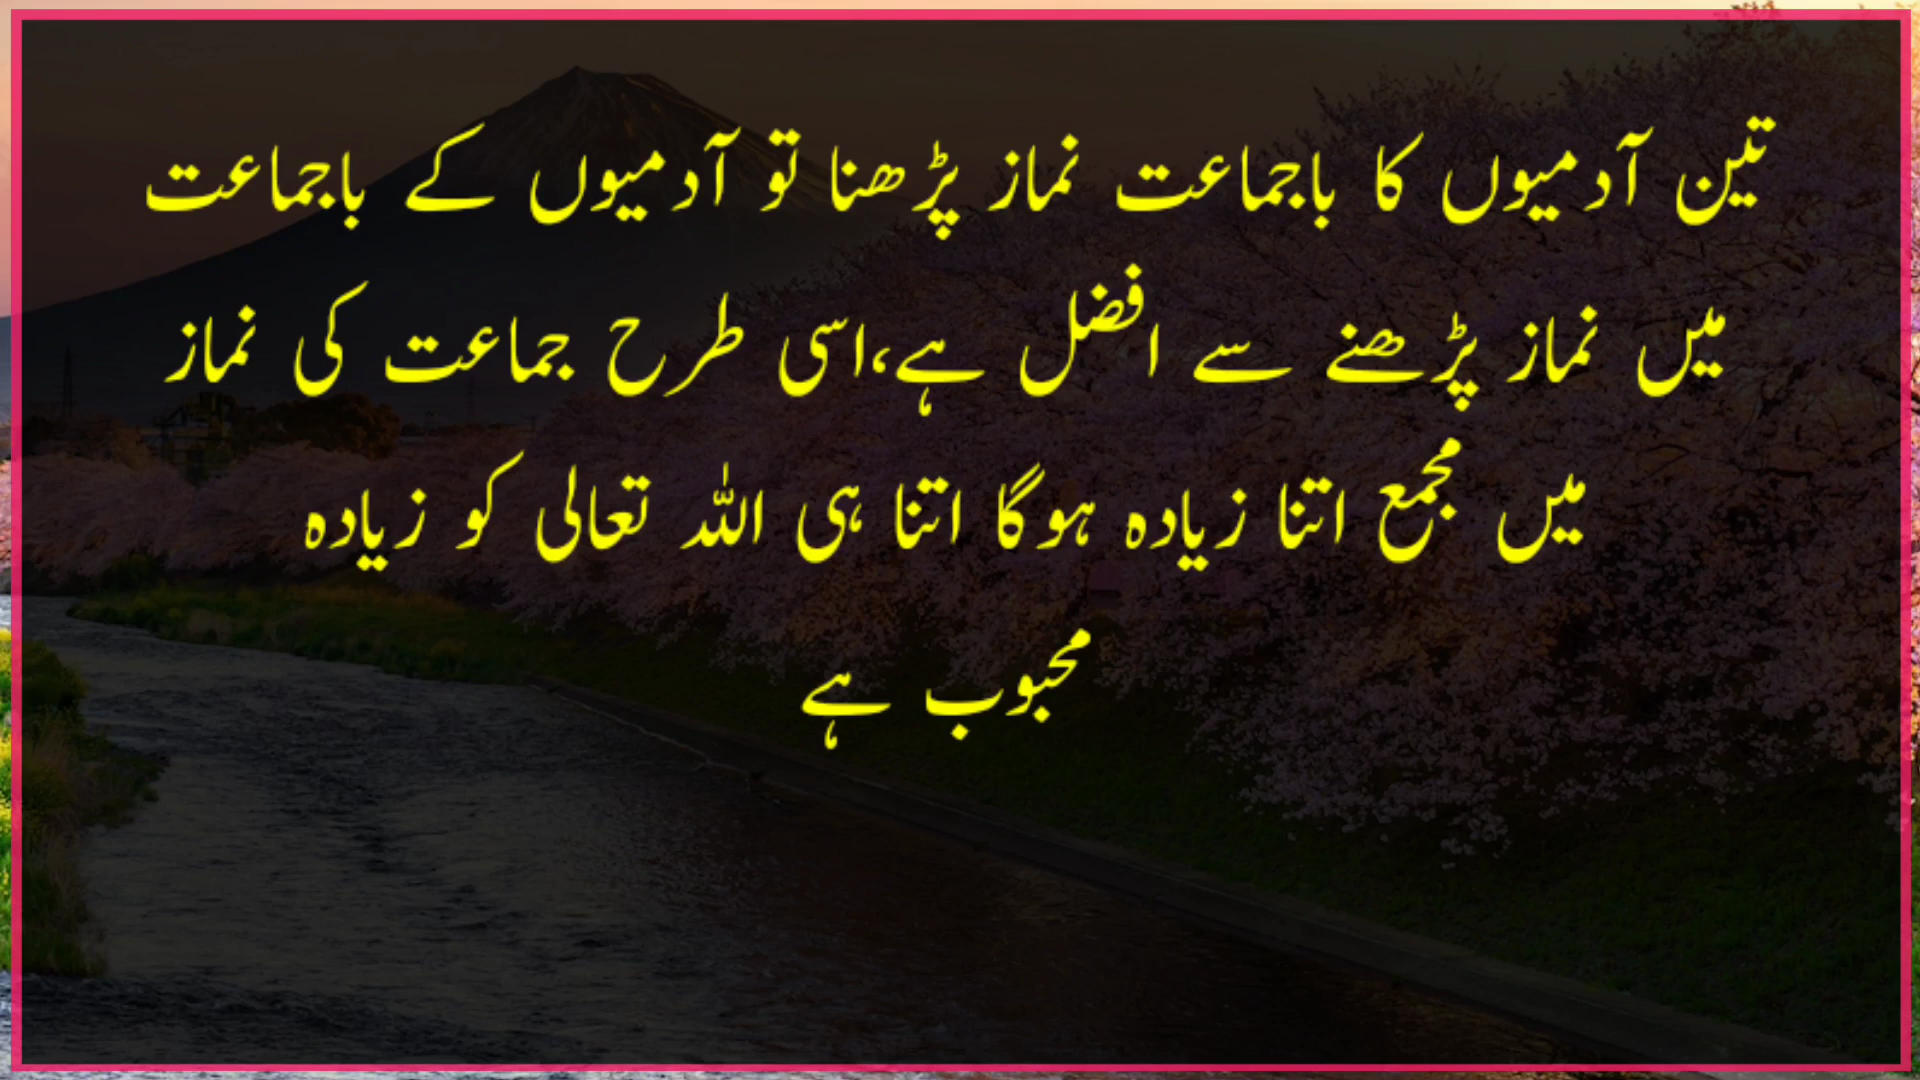 تین آدمیوں کا باجماعت نماز پڑھنا تو آدمیوں کے باجماعت
میں نماز پڑھنے سے افضل ہے،اسی طرح جماعت کی نماز
میں مجمع اتنا زیادہ ہوگا اتنا ہی اللہ تعالی کو زیادہ
محبوب ہے